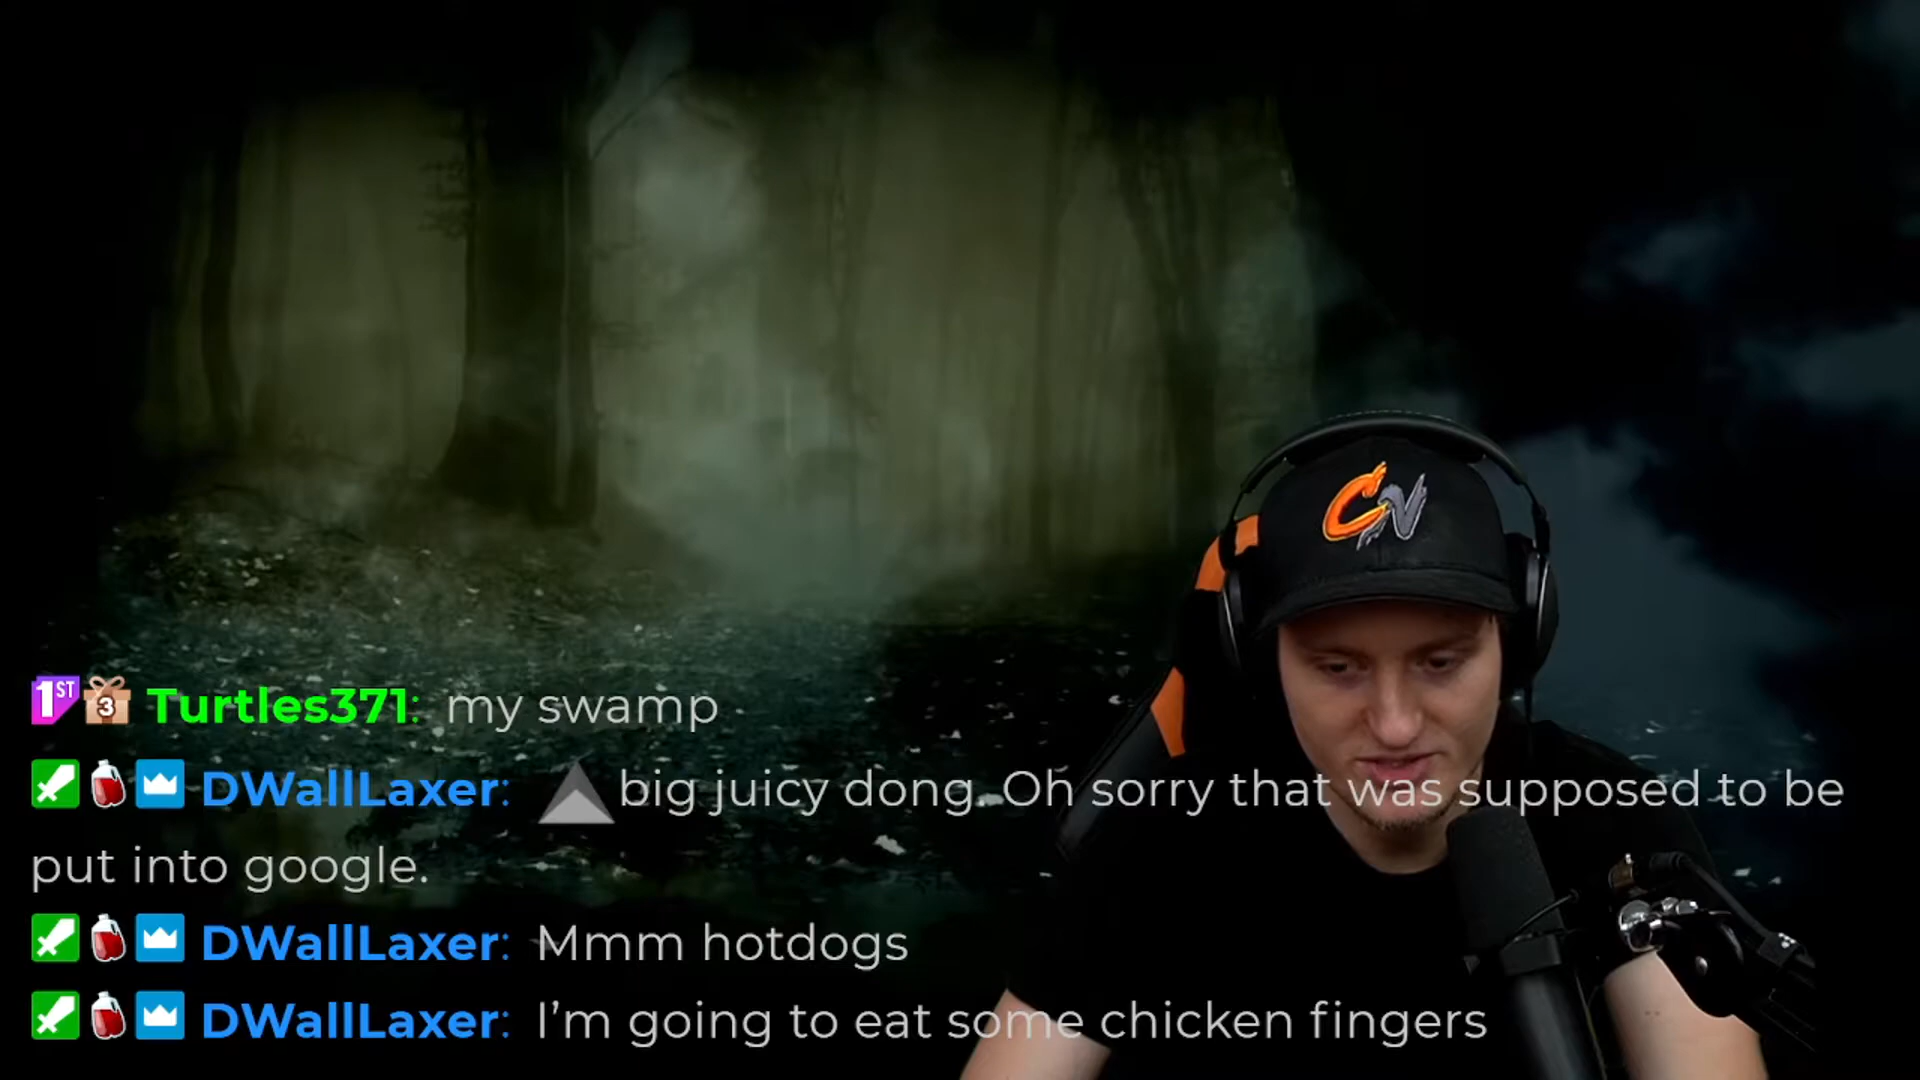 CN
1ST 3 Turtles371: my swamp
DWallLaxer: big juicy dong. Oh sorry that was supposed to be
put into google.
DWallLaxer: Mmm hotdogs
DWallLaxer: I’m going to eat some chicken fingers